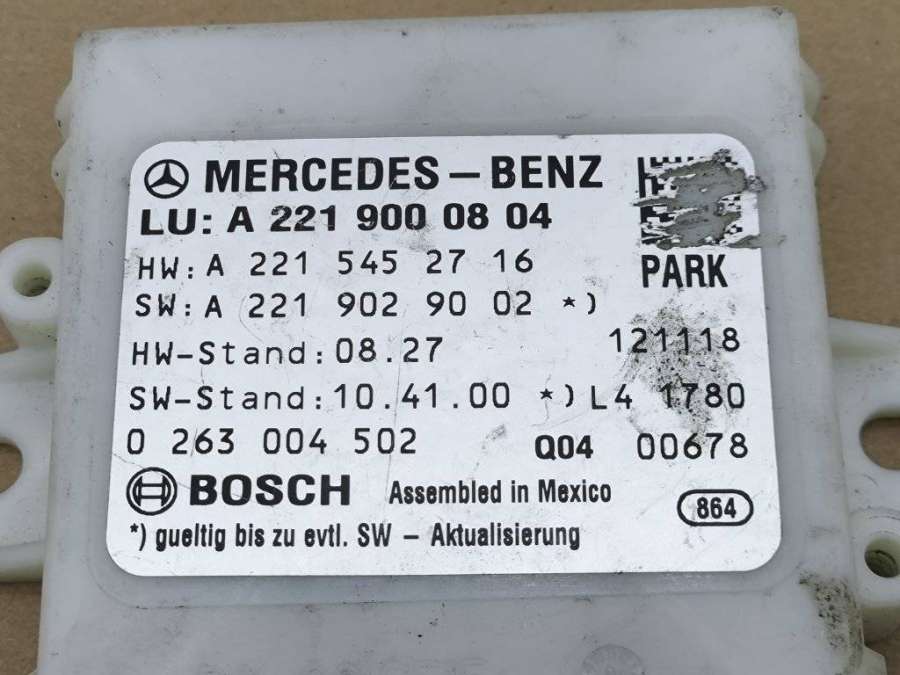 MERCEDES-BENZ
LU: A 221 900 08 04
HW: A 221 545 27 16
PARK
SW: A 221 902 90 02 *)
HW-Stand: 08.27 121118
SW-Stand: 10.41.00 *) L4 1780
0 263 004 502 Q04 00678
BOSCH Assembled in Mexico 864
*) gueltig bis zu evtl. SW - Aktualisierung